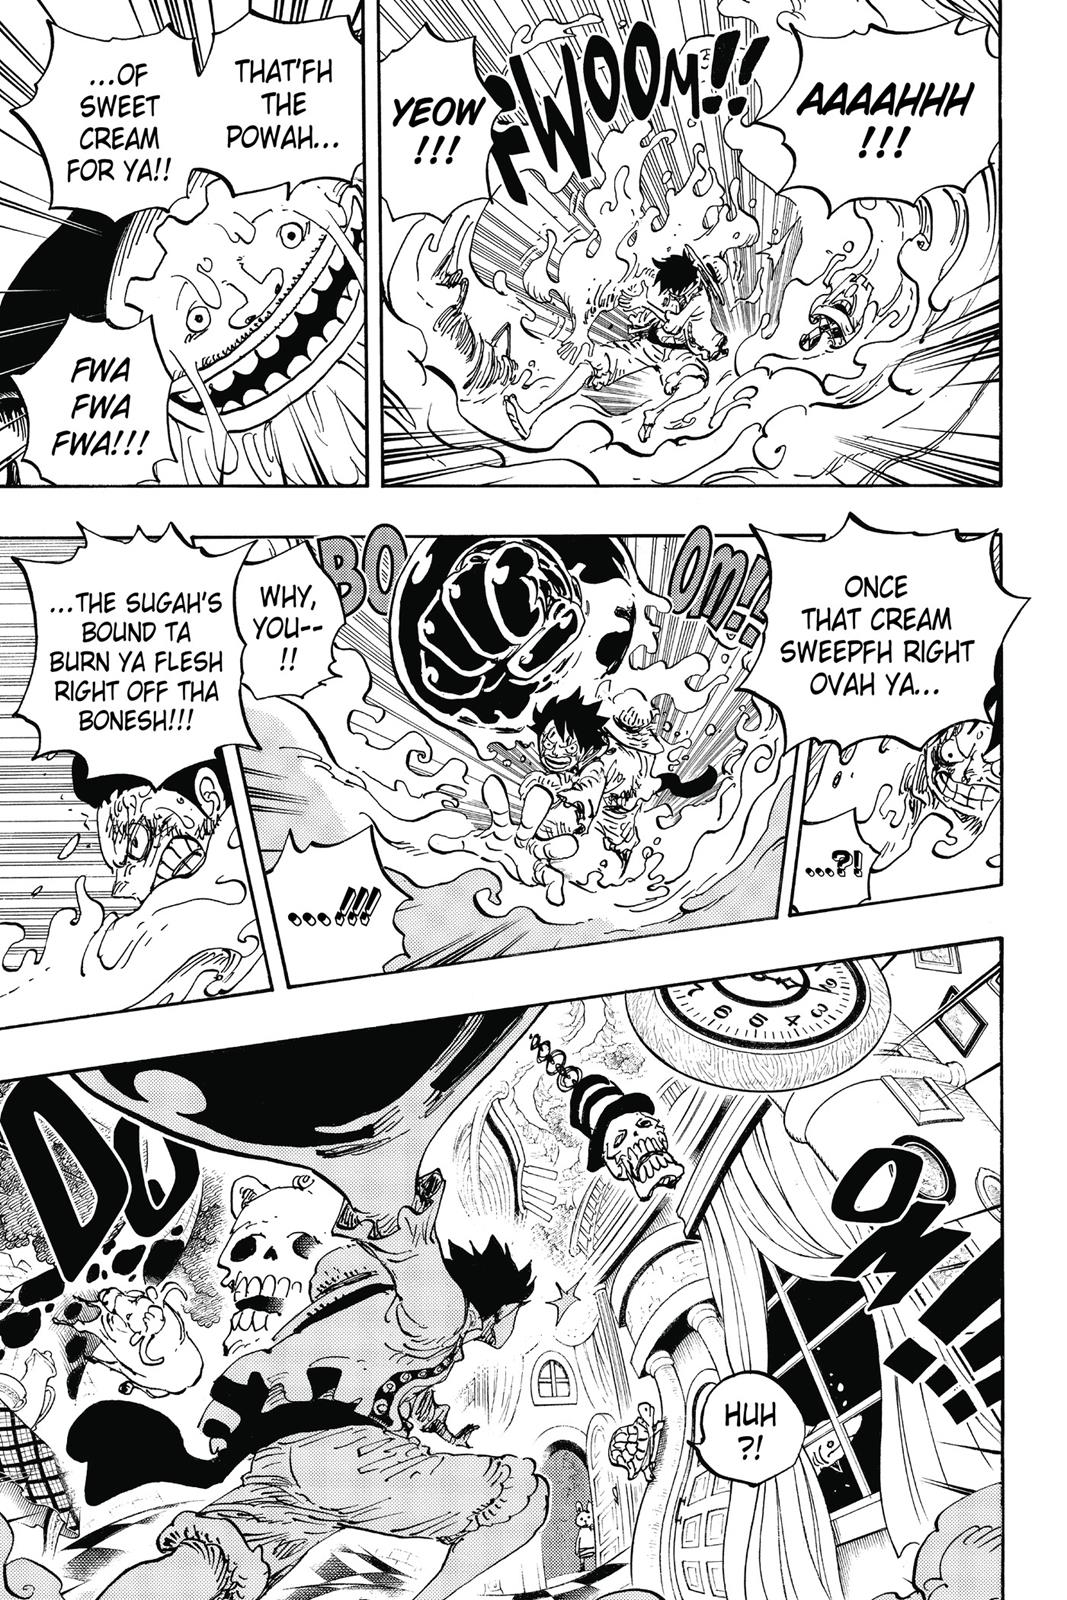 AAAAHHH
!!!
FWOOM!!
YEOW
!!!
THAT'FH
THE
POWAH...
...OF
SWEET
CREAM
FOR YA!!
FWA
FWA
FWA!!!
ONCE
THAT CREAM
SWEEPFH RIGHT
OVAH YA...
...?!
BOOM!!
WHY,
YOU--
!!
...!!!
...THE SUGAH'S
BOUND TA
BURN YA FLESH
RIGHT OFF THA
BONESH!!!
DOOM!!
HUH
?!